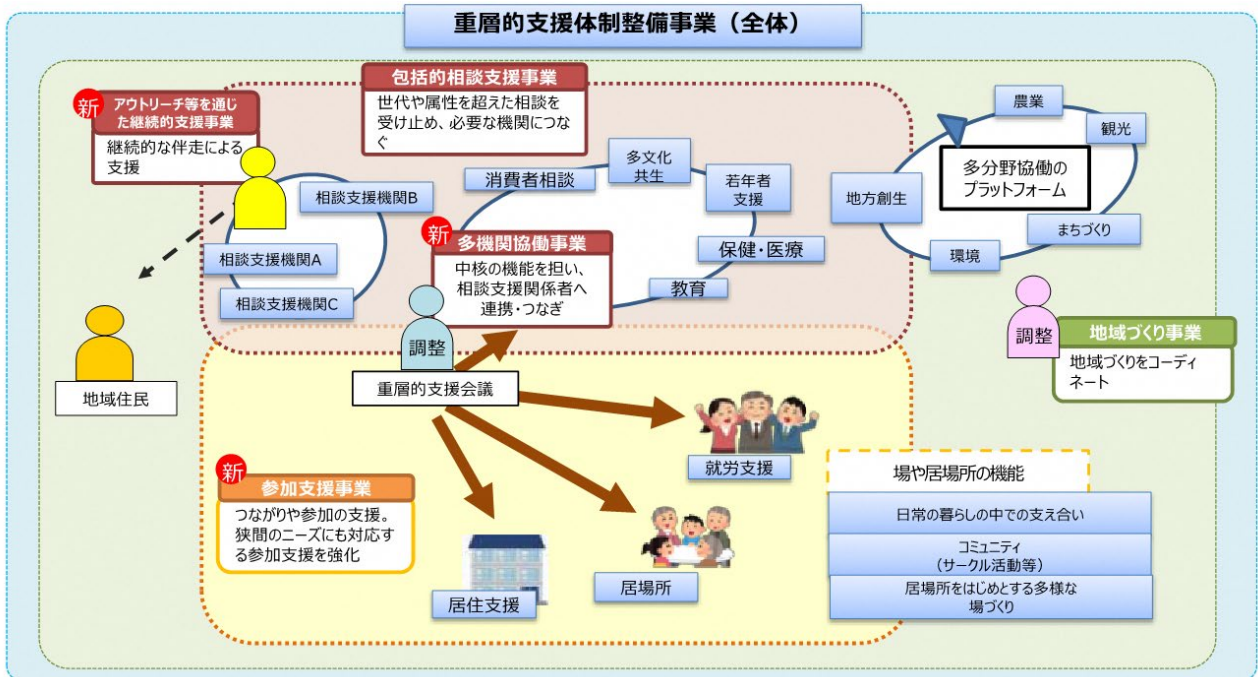 重層的支援体制整備事業（全体）
新
アウトリーチ等を通じ
た継続的支援事業
継続的な伴走による
支援
包括的相談支援事業
世代や属性を超えた相談を
受け止め、必要な機関につな
ぐ
相談支援機関B
相談支援機関A
相談支援機関C
消費者相談
多文化
共生
若年者
支援
保健・医療
教育
新
多機関協働事業
中核の機能を担い、
相談支援関係者へ
連携・つなぎ
調整
重層的支援会議
農業
観光
多分野協働の
プラットフォーム
地方創生
まちづくり
環境
調整
地域づくり事業
地域づくりをコーディ
ネート
地域住民
新
参加支援事業
つながりや参加の支援。
狭間のニーズにも対応す
る参加支援を強化
就労支援
居場所
居住支援
場や居場所の機能
日常の暮らしの中での支え合い
コミュニティ
（サークル活動等）
居場所をはじめとする多様な
場づくり